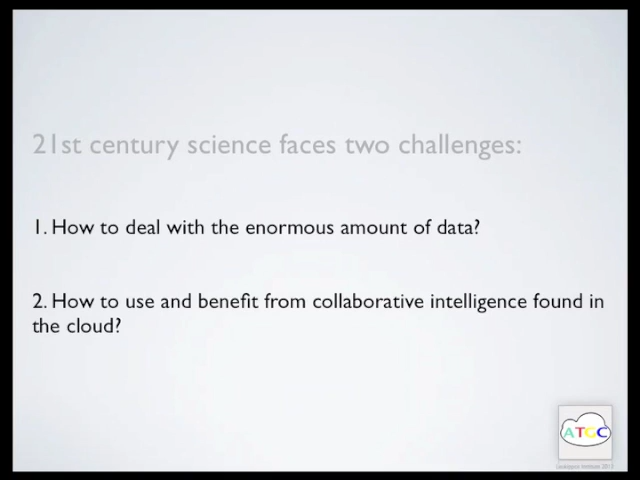 21st century science faces two challenges:
1. How to deal with the enormous amount of data?
2. How to use and benefit from collaborative intelligence found in
the cloud?
ATGC